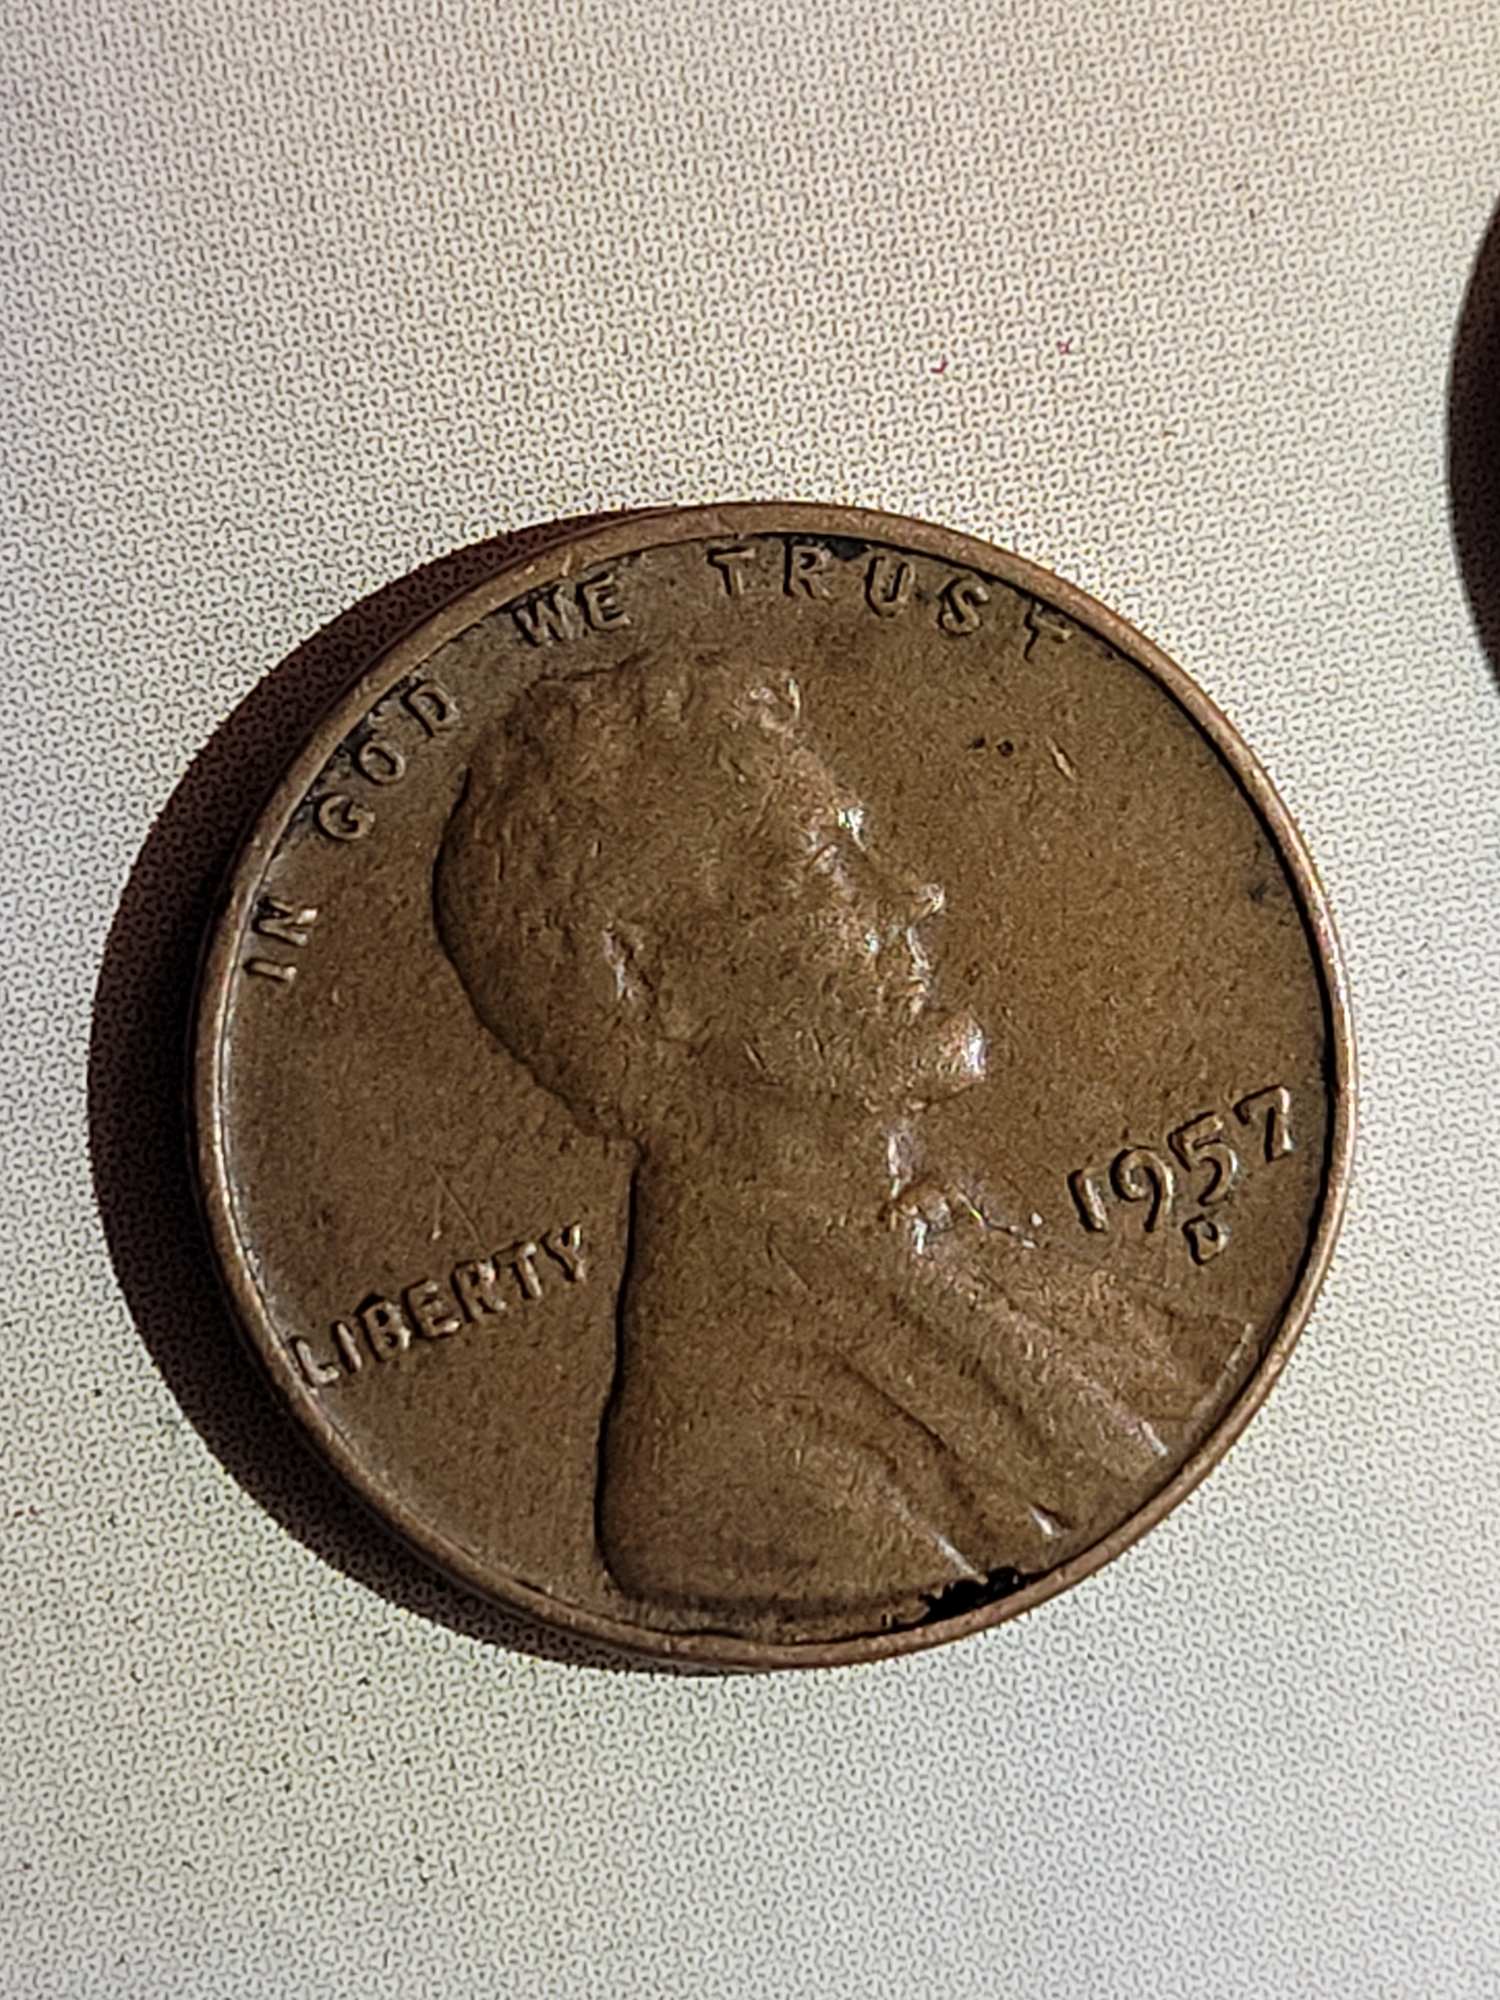 IN GOD WE TRUST
LIBERTY
1957
D